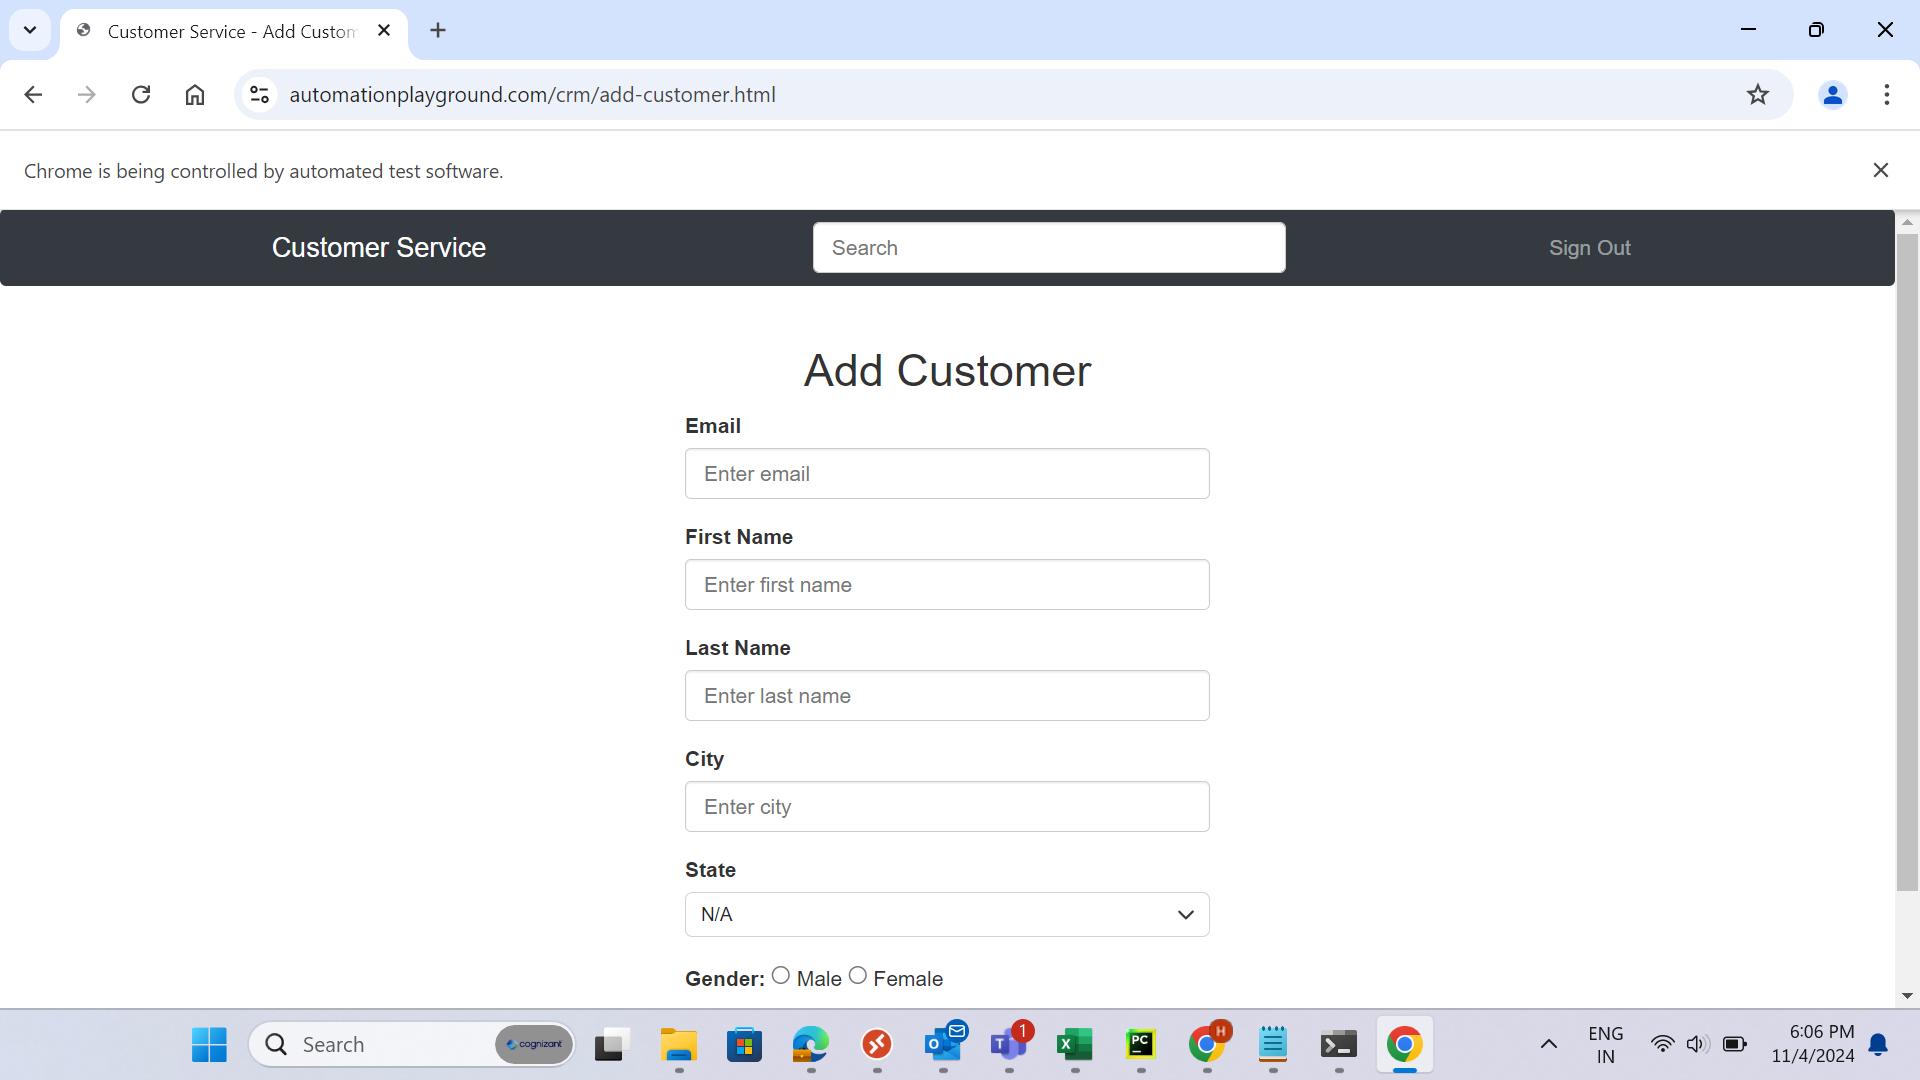 Customer Service - Add Custom
automationplayground.com/crm/add-customer.html
Chrome is being controlled by automated test software.
Customer Service
Search
Sign Out
Add Customer
Email
Enter email
First Name
Enter first name
Last Name
Enter last name
City
Enter city
State
N/A
Gender: Male Female
Search
cognizant
1
PC
H
ENG
IN
6:06 PM
11/4/2024